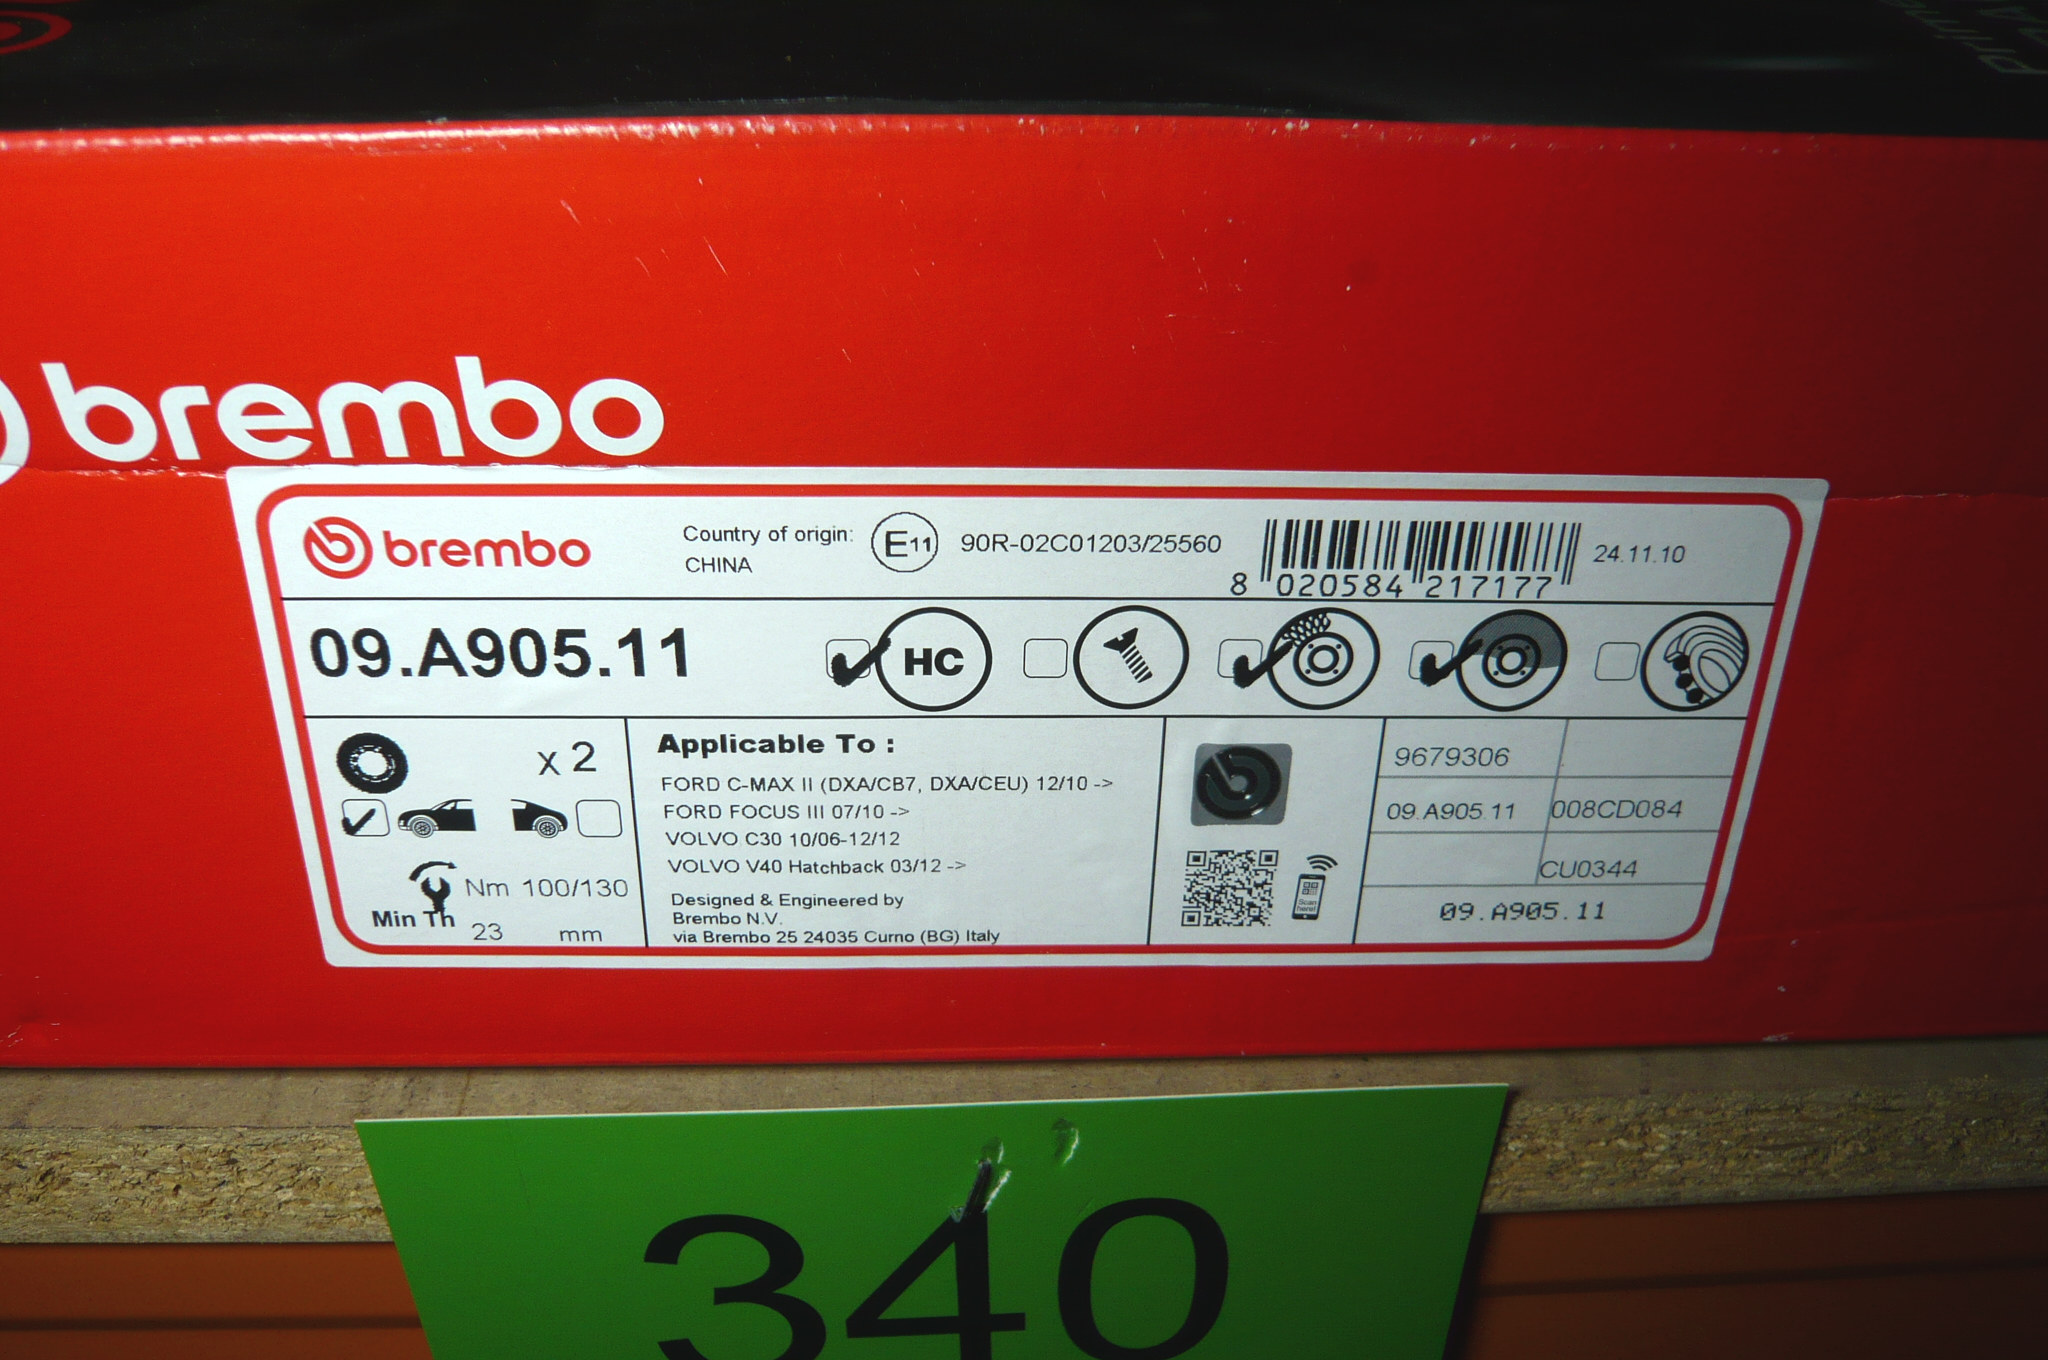 brembo
brembo
Country of origin:
CHINA
E11
90R-02C01203/25560
8 020584 217177
24.11.10
09.A905.11
HC
x 2
Nm 100/130
Min Th 23 mm
Applicable To :
FORD C-MAX II (DXA/CB7, DXA/CEU) 12/10 ->
FORD FOCUS III 07/10 ->
VOLVO C30 10/06-12/12
VOLVO V40 Hatchback 03/12 ->
Designed & Engineered by
Brembo N.V.
via Brembo 25 24035 Curno (BG) Italy
Scan
here!
9679306
09.A905.11 008CD084
CU0344
09.A905.11
340